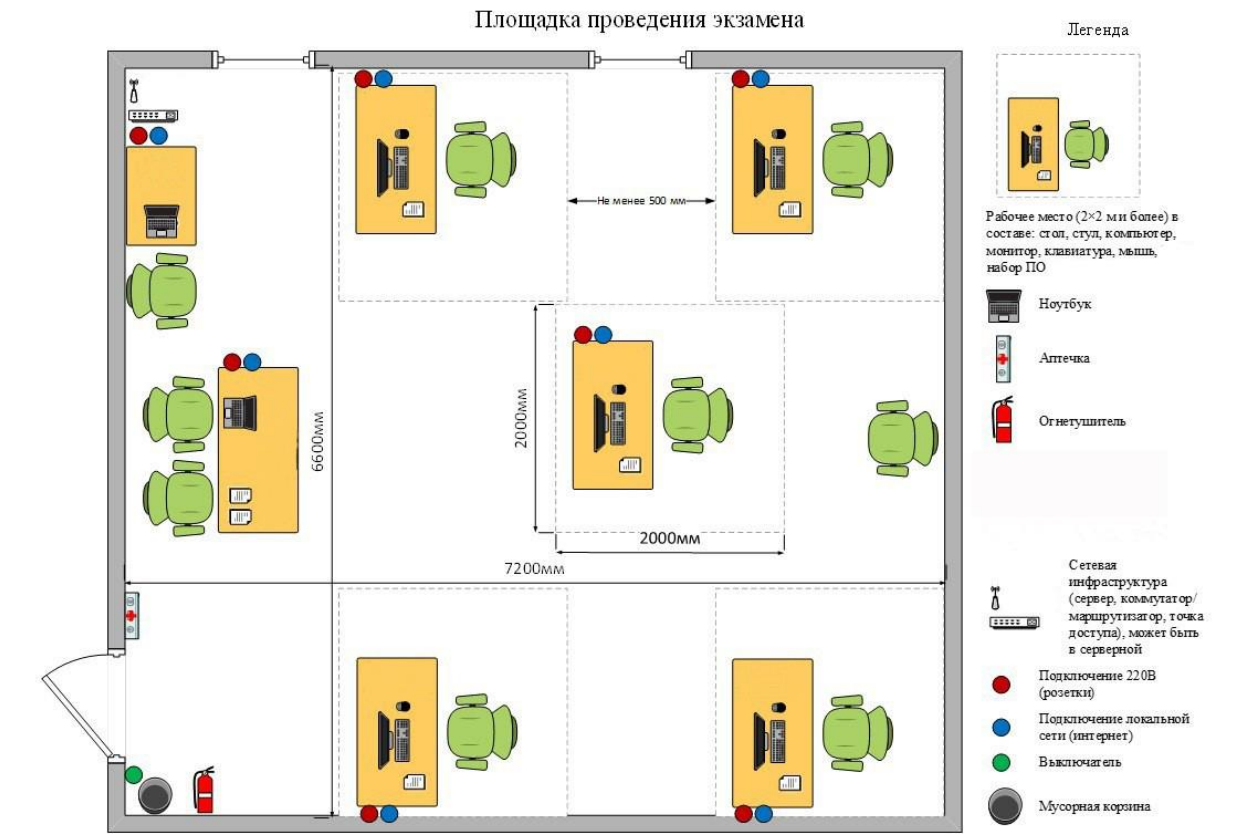 Площадка проведения экзамена
Легенда
Не менее 500 мм
6600мм
2000мм
2000мм
7200мм
Рабочее место (2×2 м и более) в
составе: стол, стул, компьютер,
монитор, клавиатура, мышь,
набор ПО
Ноутбук
Аптечка
Огнетушитель
Сетевая
инфраструктура
(сервер, коммутатор/
маршрутизатор, точка
доступа), может быть
в серверной
Подключение 220В
(розетки)
Подключение локальной
сети (интернет)
Выключатель
Мусорная корзина